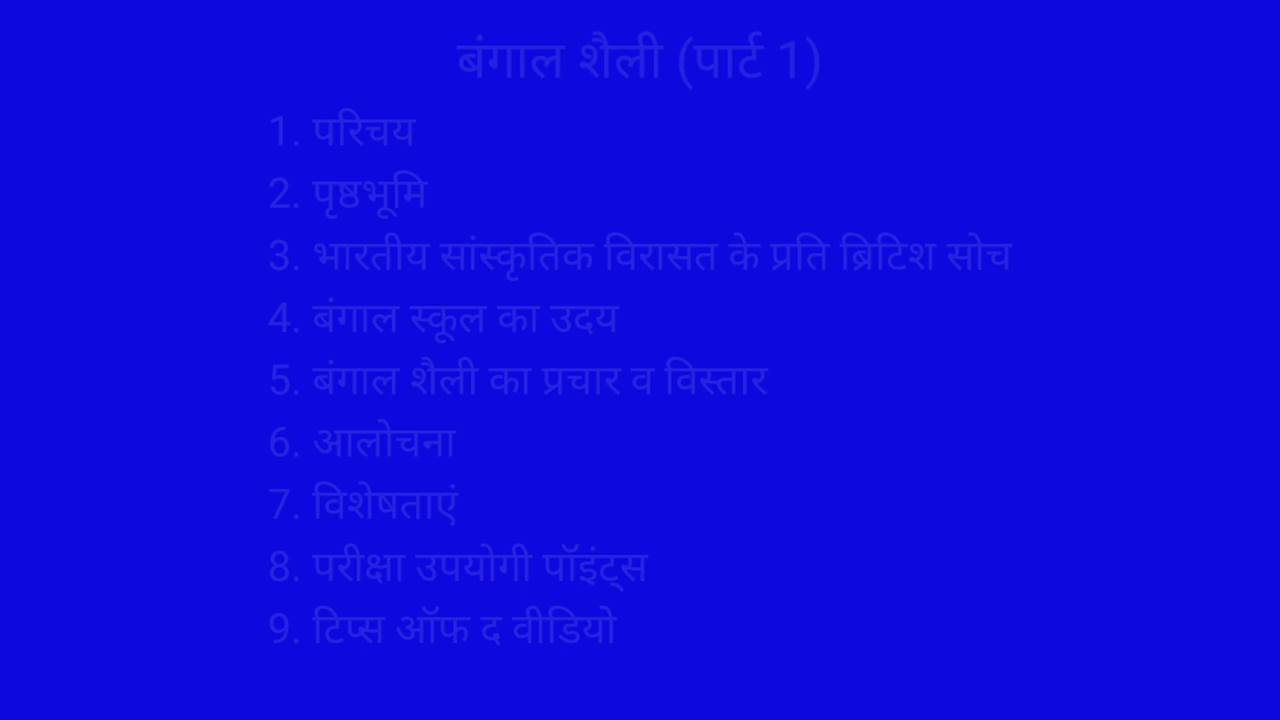 बंगाल शैली (पार्ट 1)
1. परिचय
2. पृष्ठभूमि
3. भारतीय सांस्कृतिक विरासत के प्रति ब्रिटिश सोच
4. बंगाल स्कूल का उदय
5. बंगाल शैली का प्रचार व विस्तार
6. आलोचना
7. विशेषताएं
8. परीक्षा उपयोगी पॉइंट्स
9. टिप्स ऑफ द वीडियो